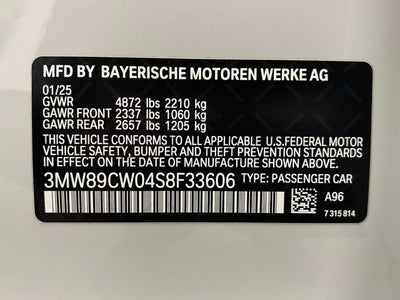 MFD BY BAYERISCHE MOTOREN WERKE AG
01/25
GVWR 4872 lbs 2210 kg
GAWR FRONT 2337 lbs 1060 kg
GAWR REAR 2657 lbs 1205 kg
THIS VEHICLE CONFORMS TO ALL APPLICABLE U.S.FEDERAL MOTOR
VEHICLE SAFETY, BUMPER AND THEFT PREVENTION STANDARDS
IN EFFECT ON THE DATE OF MANUFACTURE SHOWN ABOVE.
3MW89CW04S8F33606 TYPE: PASSENGER CAR
A96
7 315 814